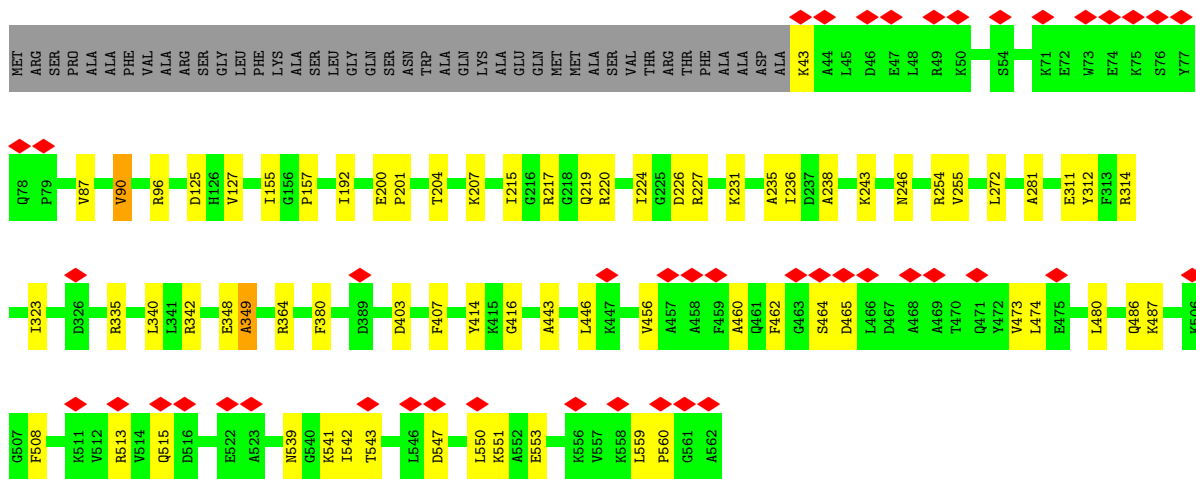 MET ARG SER PRO ALA ALA PHE VAL ALA ARG SER GLY LEU PHE LYS ALA SER LEU GLY GLN SER ASN TRP ALA GLN LYS ALA GLU GLN MET MET ALA SER VAL THR ARG THR PHE ALA ALA ASP ALA K43 A44 L45 D46 E47 L48 R49 K50 S54 K71 E72 W73 E74 K75 S76 Y77
Q78 P79 V87 V90 R96 D125 H126 V127 I155 G156 P157 I192 E200 P201 T204 K207 I215 G216 R217 G218 Q219 R220 I224 G225 D226 R227 K231 A235 I236 D237 A238 K243 N246 R254 V255 L272 A281 E311 Y312 F313 R314
I323 D326 R335 L340 L341 R342 E348 A349 R364 F380 D389 D403 F407 Y414 K415 G416 A443 L446 K447 V456 A457 A458 F459 A460 Q461 F462 G463 S464 D465 L466 D467 A468 A469 T470 Q471 Y472 V473 L474 E475 L480 Q486 K487 K506
G507 F508 K511 V512 R513 V514 Q515 D516 E522 A523 N539 G540 K541 I542 T543 L546 D547 L550 K551 A552 E553 K556 V557 K558 L559 P560 G561 A562